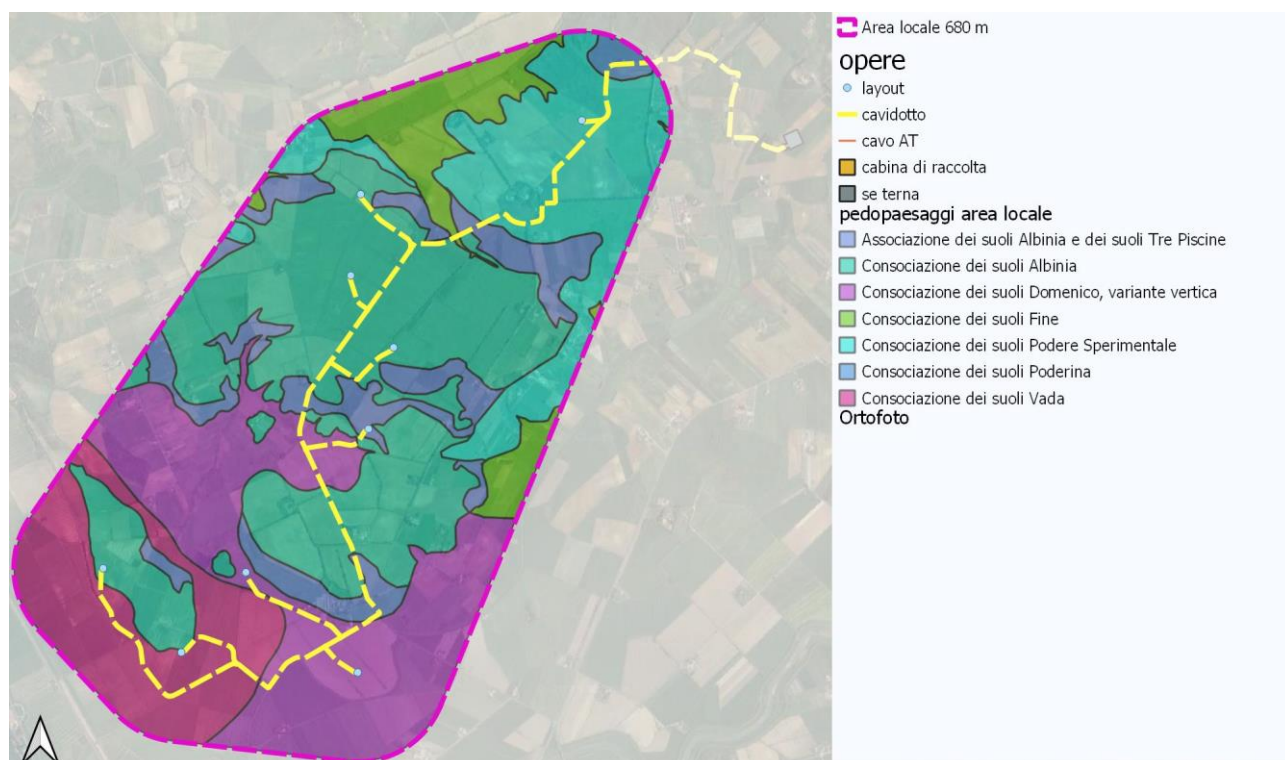 Area locale 680 m
opere
layout
cavidotto
cavo AT
cabina di raccolta
se terna
pedopaesaggi area locale
Associazione dei suoli Albinia e dei suoli Tre Piscine
Consociazione dei suoli Albinia
Consociazione dei suoli Domenico, variante vertica
Consociazione dei suoli Fine
Consociazione dei suoli Podere Sperimentale
Consociazione dei suoli Poderina
Consociazione dei suoli Vada
Ortofoto